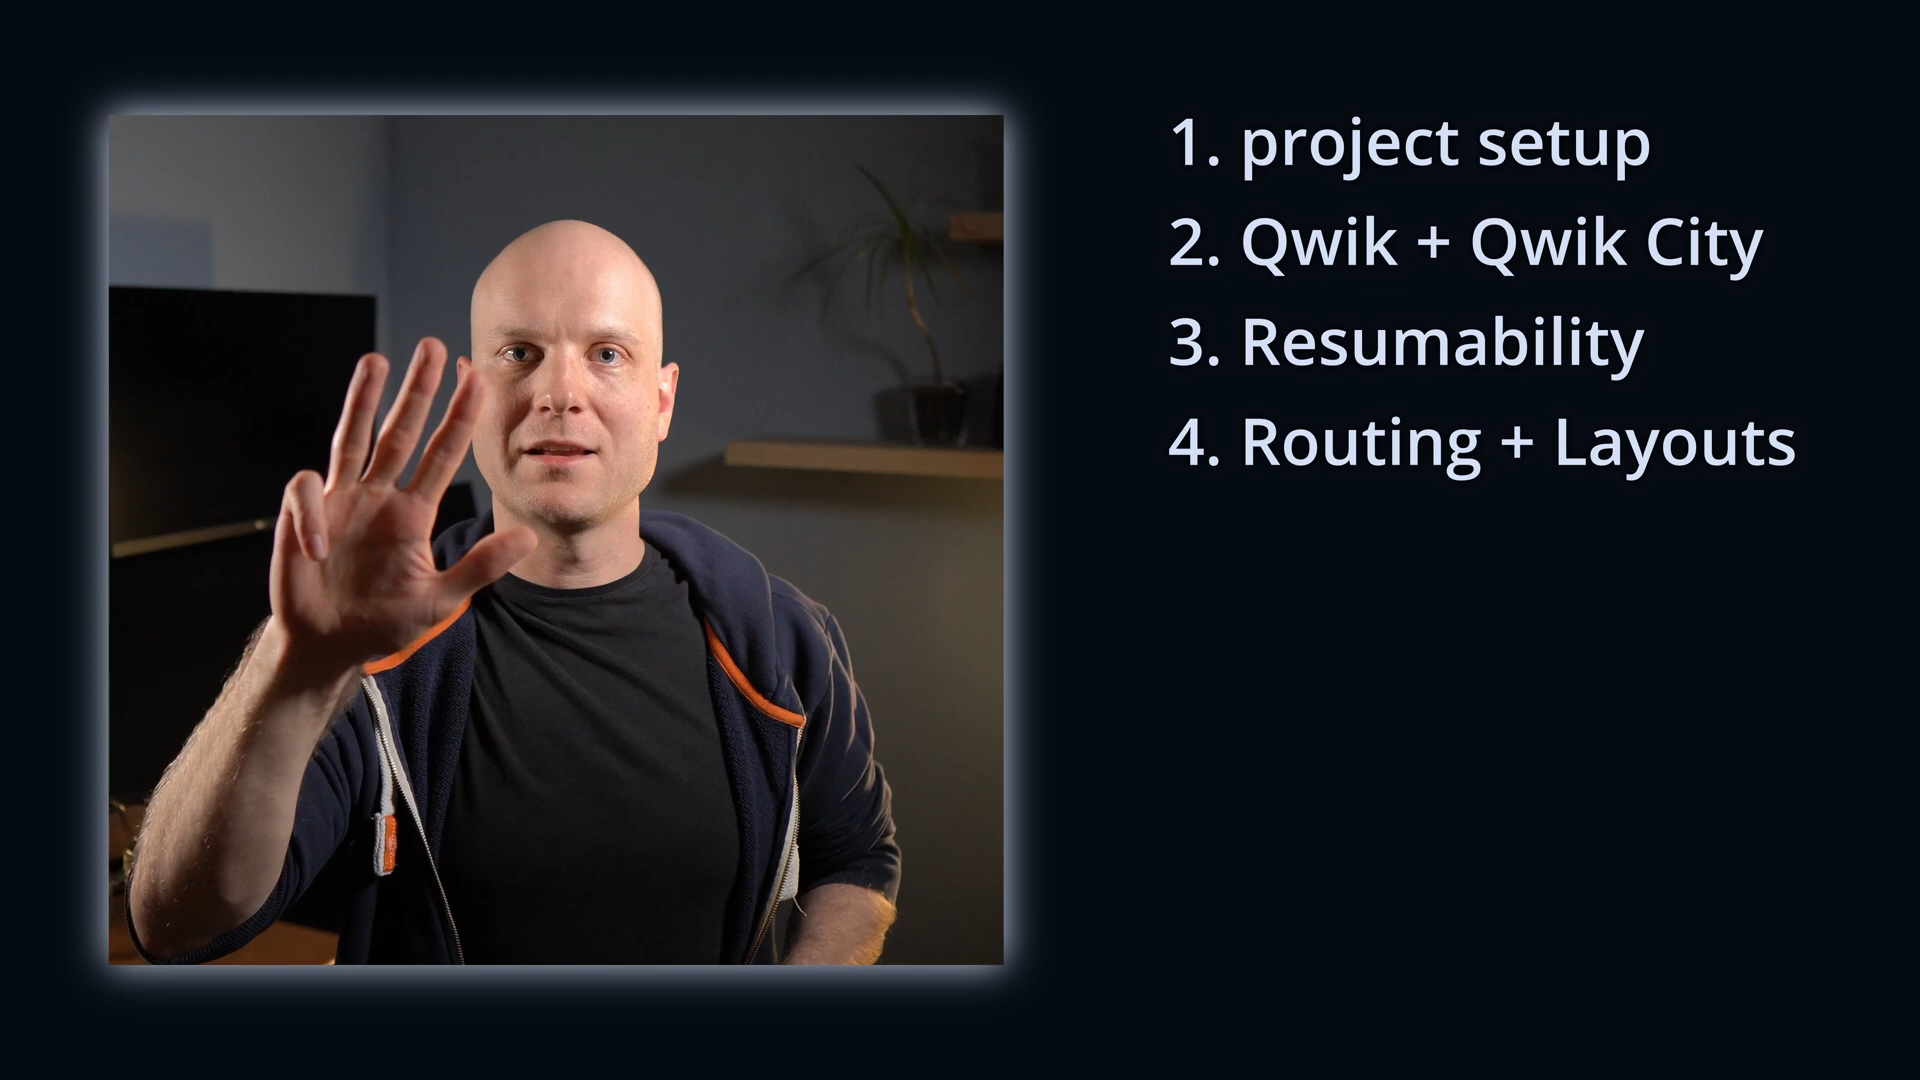 1. project setup
2. Qwik + Qwik City
3. Resumability
4. Routing + Layouts